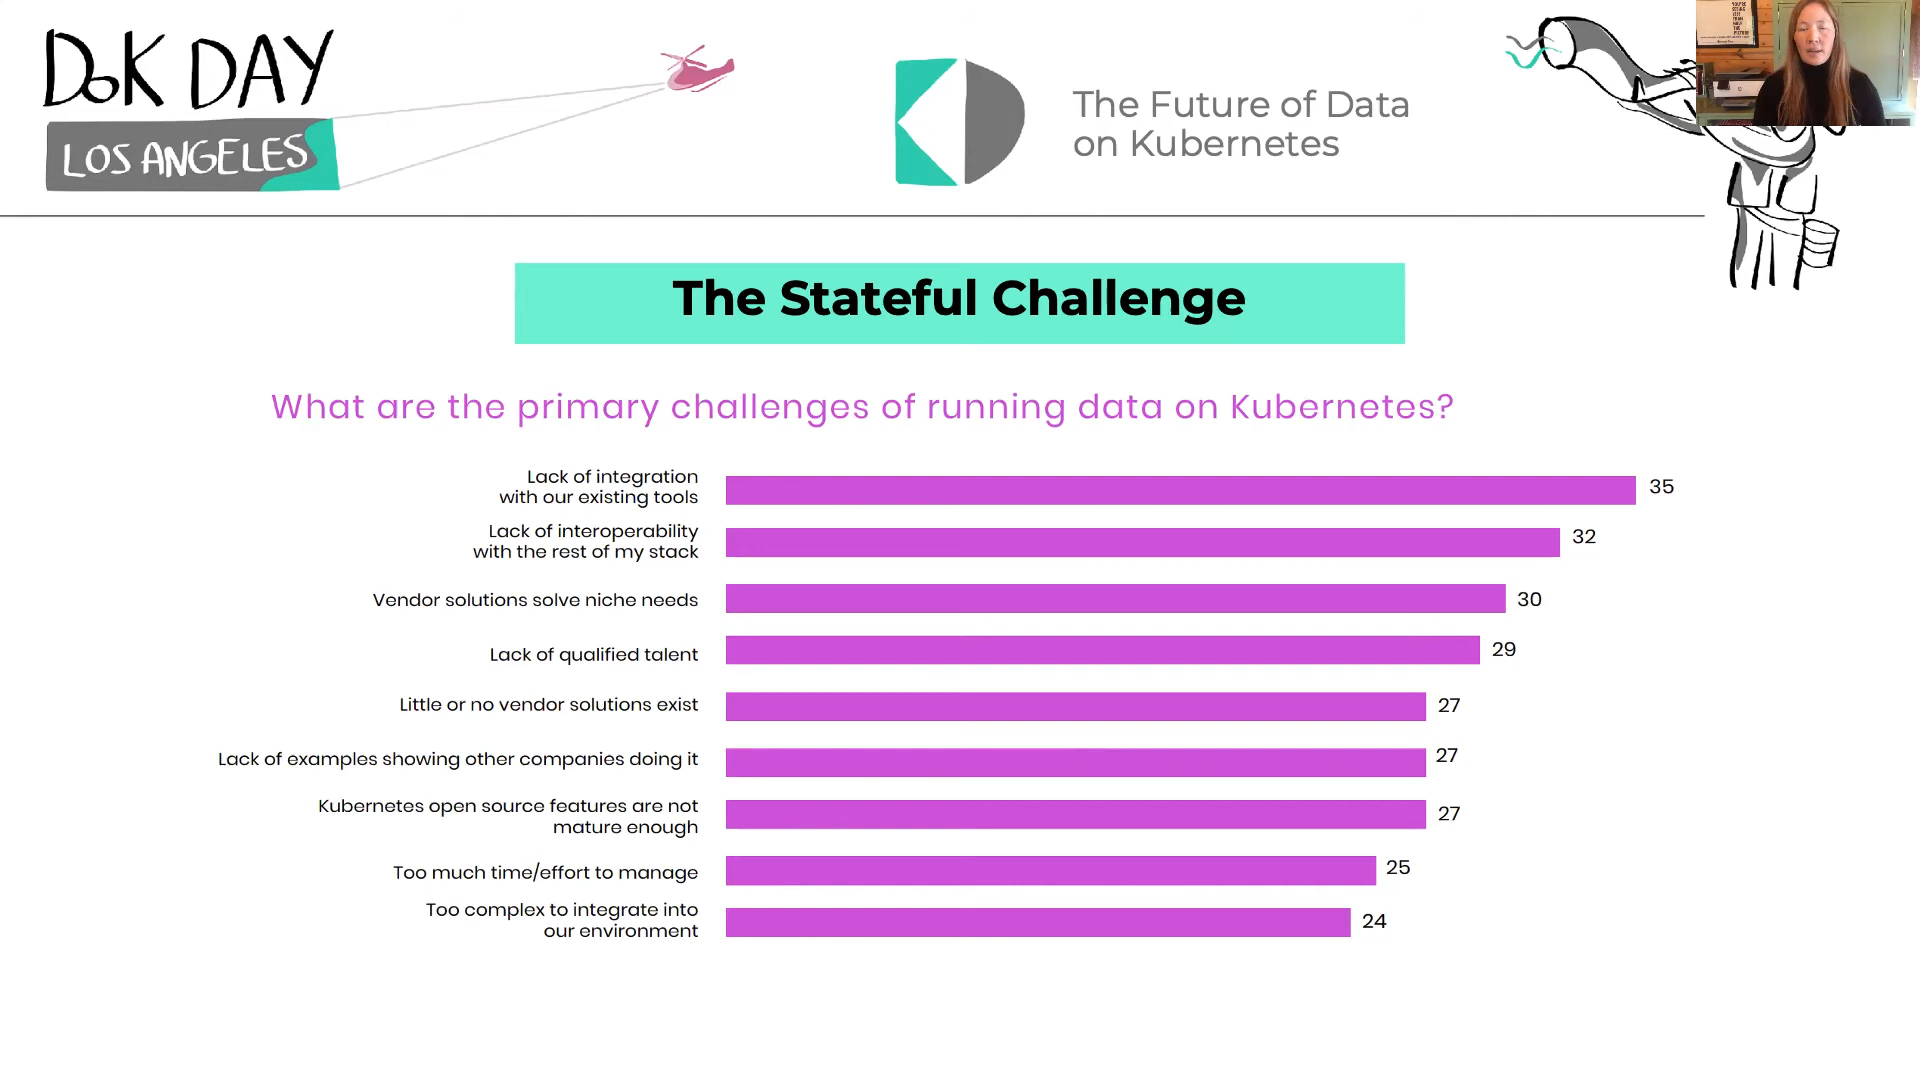 DoK DAY
LOS ANGELES
The Future of Data
on Kubernetes
The Stateful Challenge
What are the primary challenges of running data on Kubernetes?
Lack of integration
with our existing tools
35
Lack of interoperability
with the rest of my stack
32
Vendor solutions solve niche needs
30
Lack of qualified talent
29
Little or no vendor solutions exist
27
Lack of examples showing other companies doing it
27
Kubernetes open source features are not
mature enough
27
Too much time/effort to manage
25
Too complex to integrate into
our environment
24